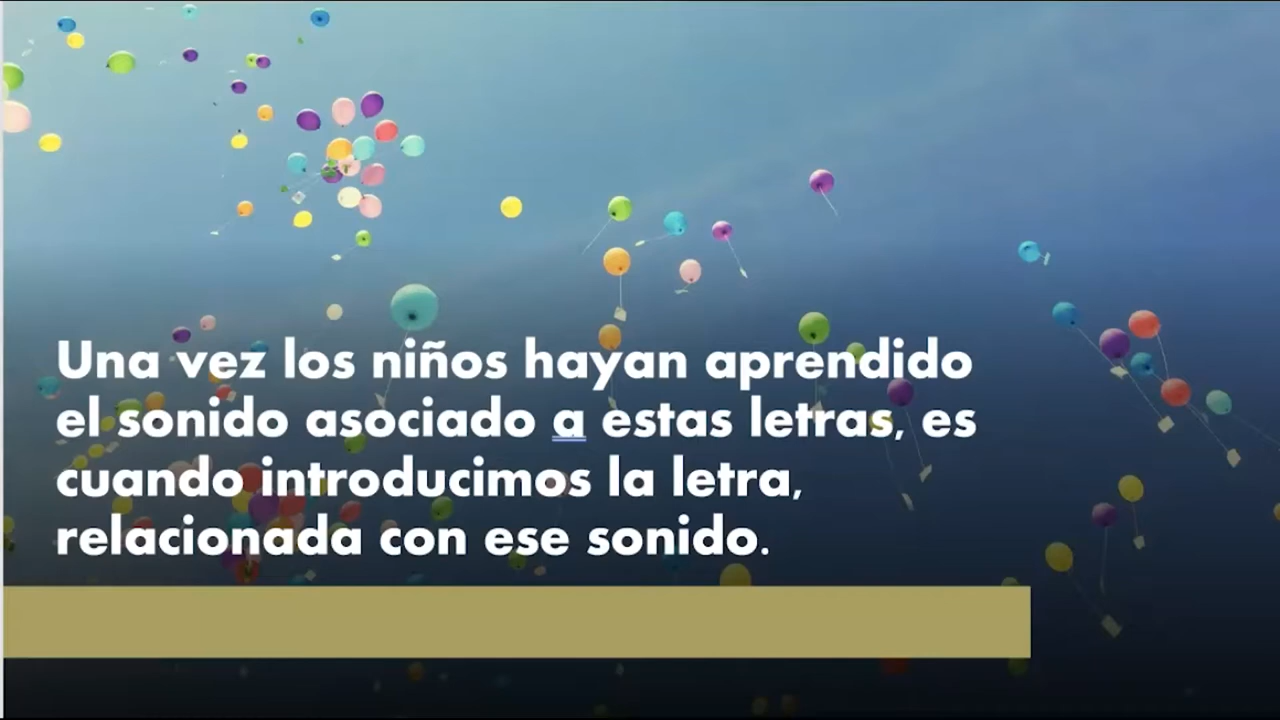 Una vez los niños hayan aprendido
el sonido asociado a estas letras, es
cuando introducimos la letra,
relacionada con ese sonido.